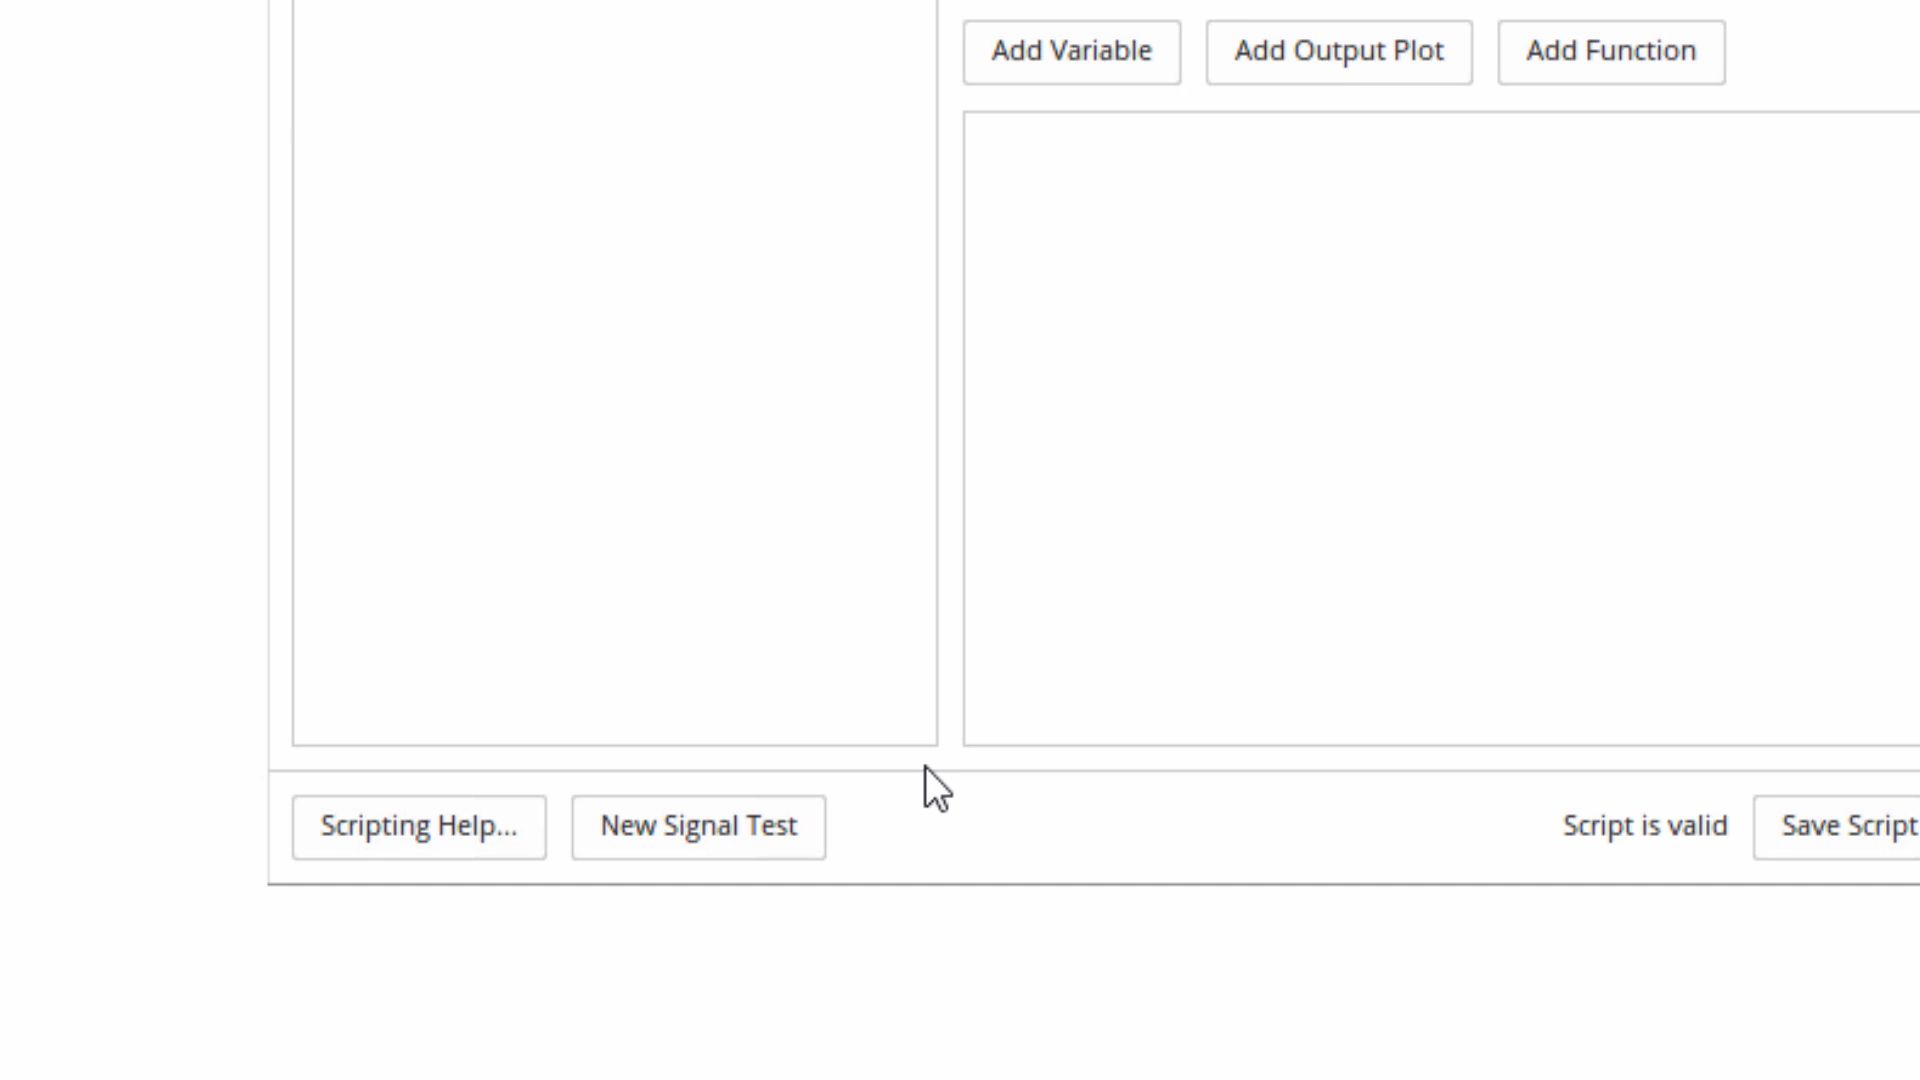 Add Variable
Add Output Plot
Add Function
Scripting Help...
New Signal Test
Script is valid
Save Script